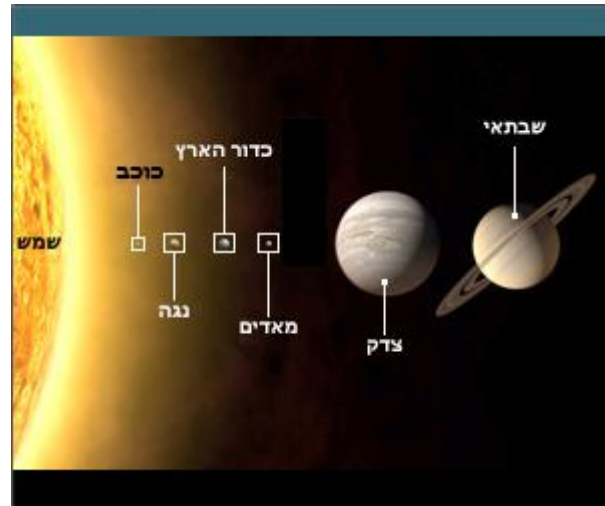 שבתאי
כדור הארץ
כוכב
שמש
נגה
מאדים
צדק